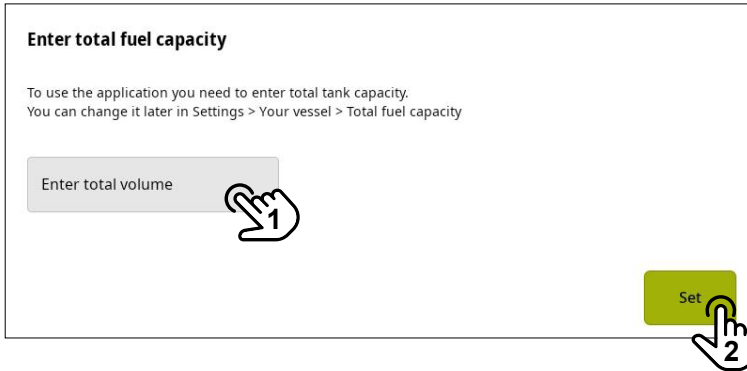 Enter total fuel capacity
To use the application you need to enter total tank capacity.
You can change it later in Settings > Your vessel > Total fuel capacity
Enter total volume
1
Set
2